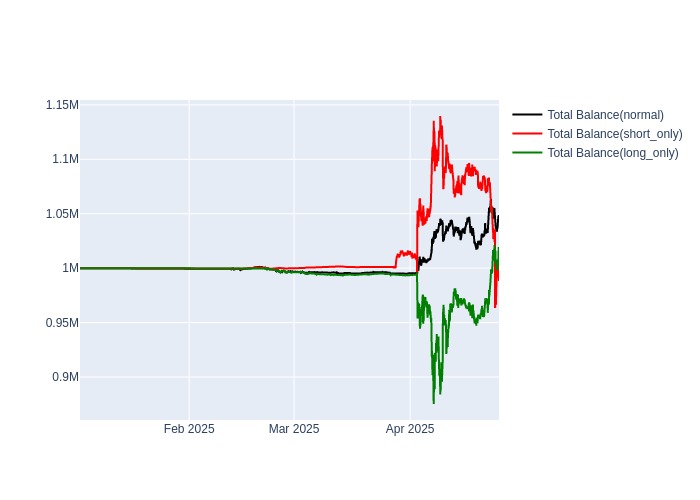 1.15M
1.1M
1.05M
1M
0.95M
0.9M
Feb 2025
Mar 2025
Apr 2025
Total Balance(normal)
Total Balance(short_only)
Total Balance(long_only)